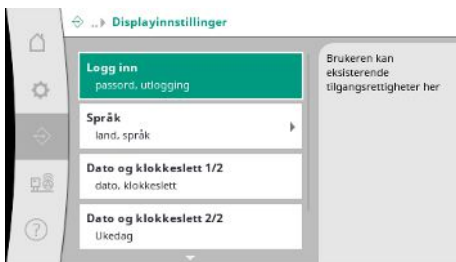 ..▸ Displayinnstillinger
Logg inn
passord, utlogging
Språk
land, språk
Dato og klokkeslett 1/2
dato, klokkeslett
Dato og klokkeslett 2/2
Ukedag
Brukeren kan
eksisterende
tilgangsrettigheter her